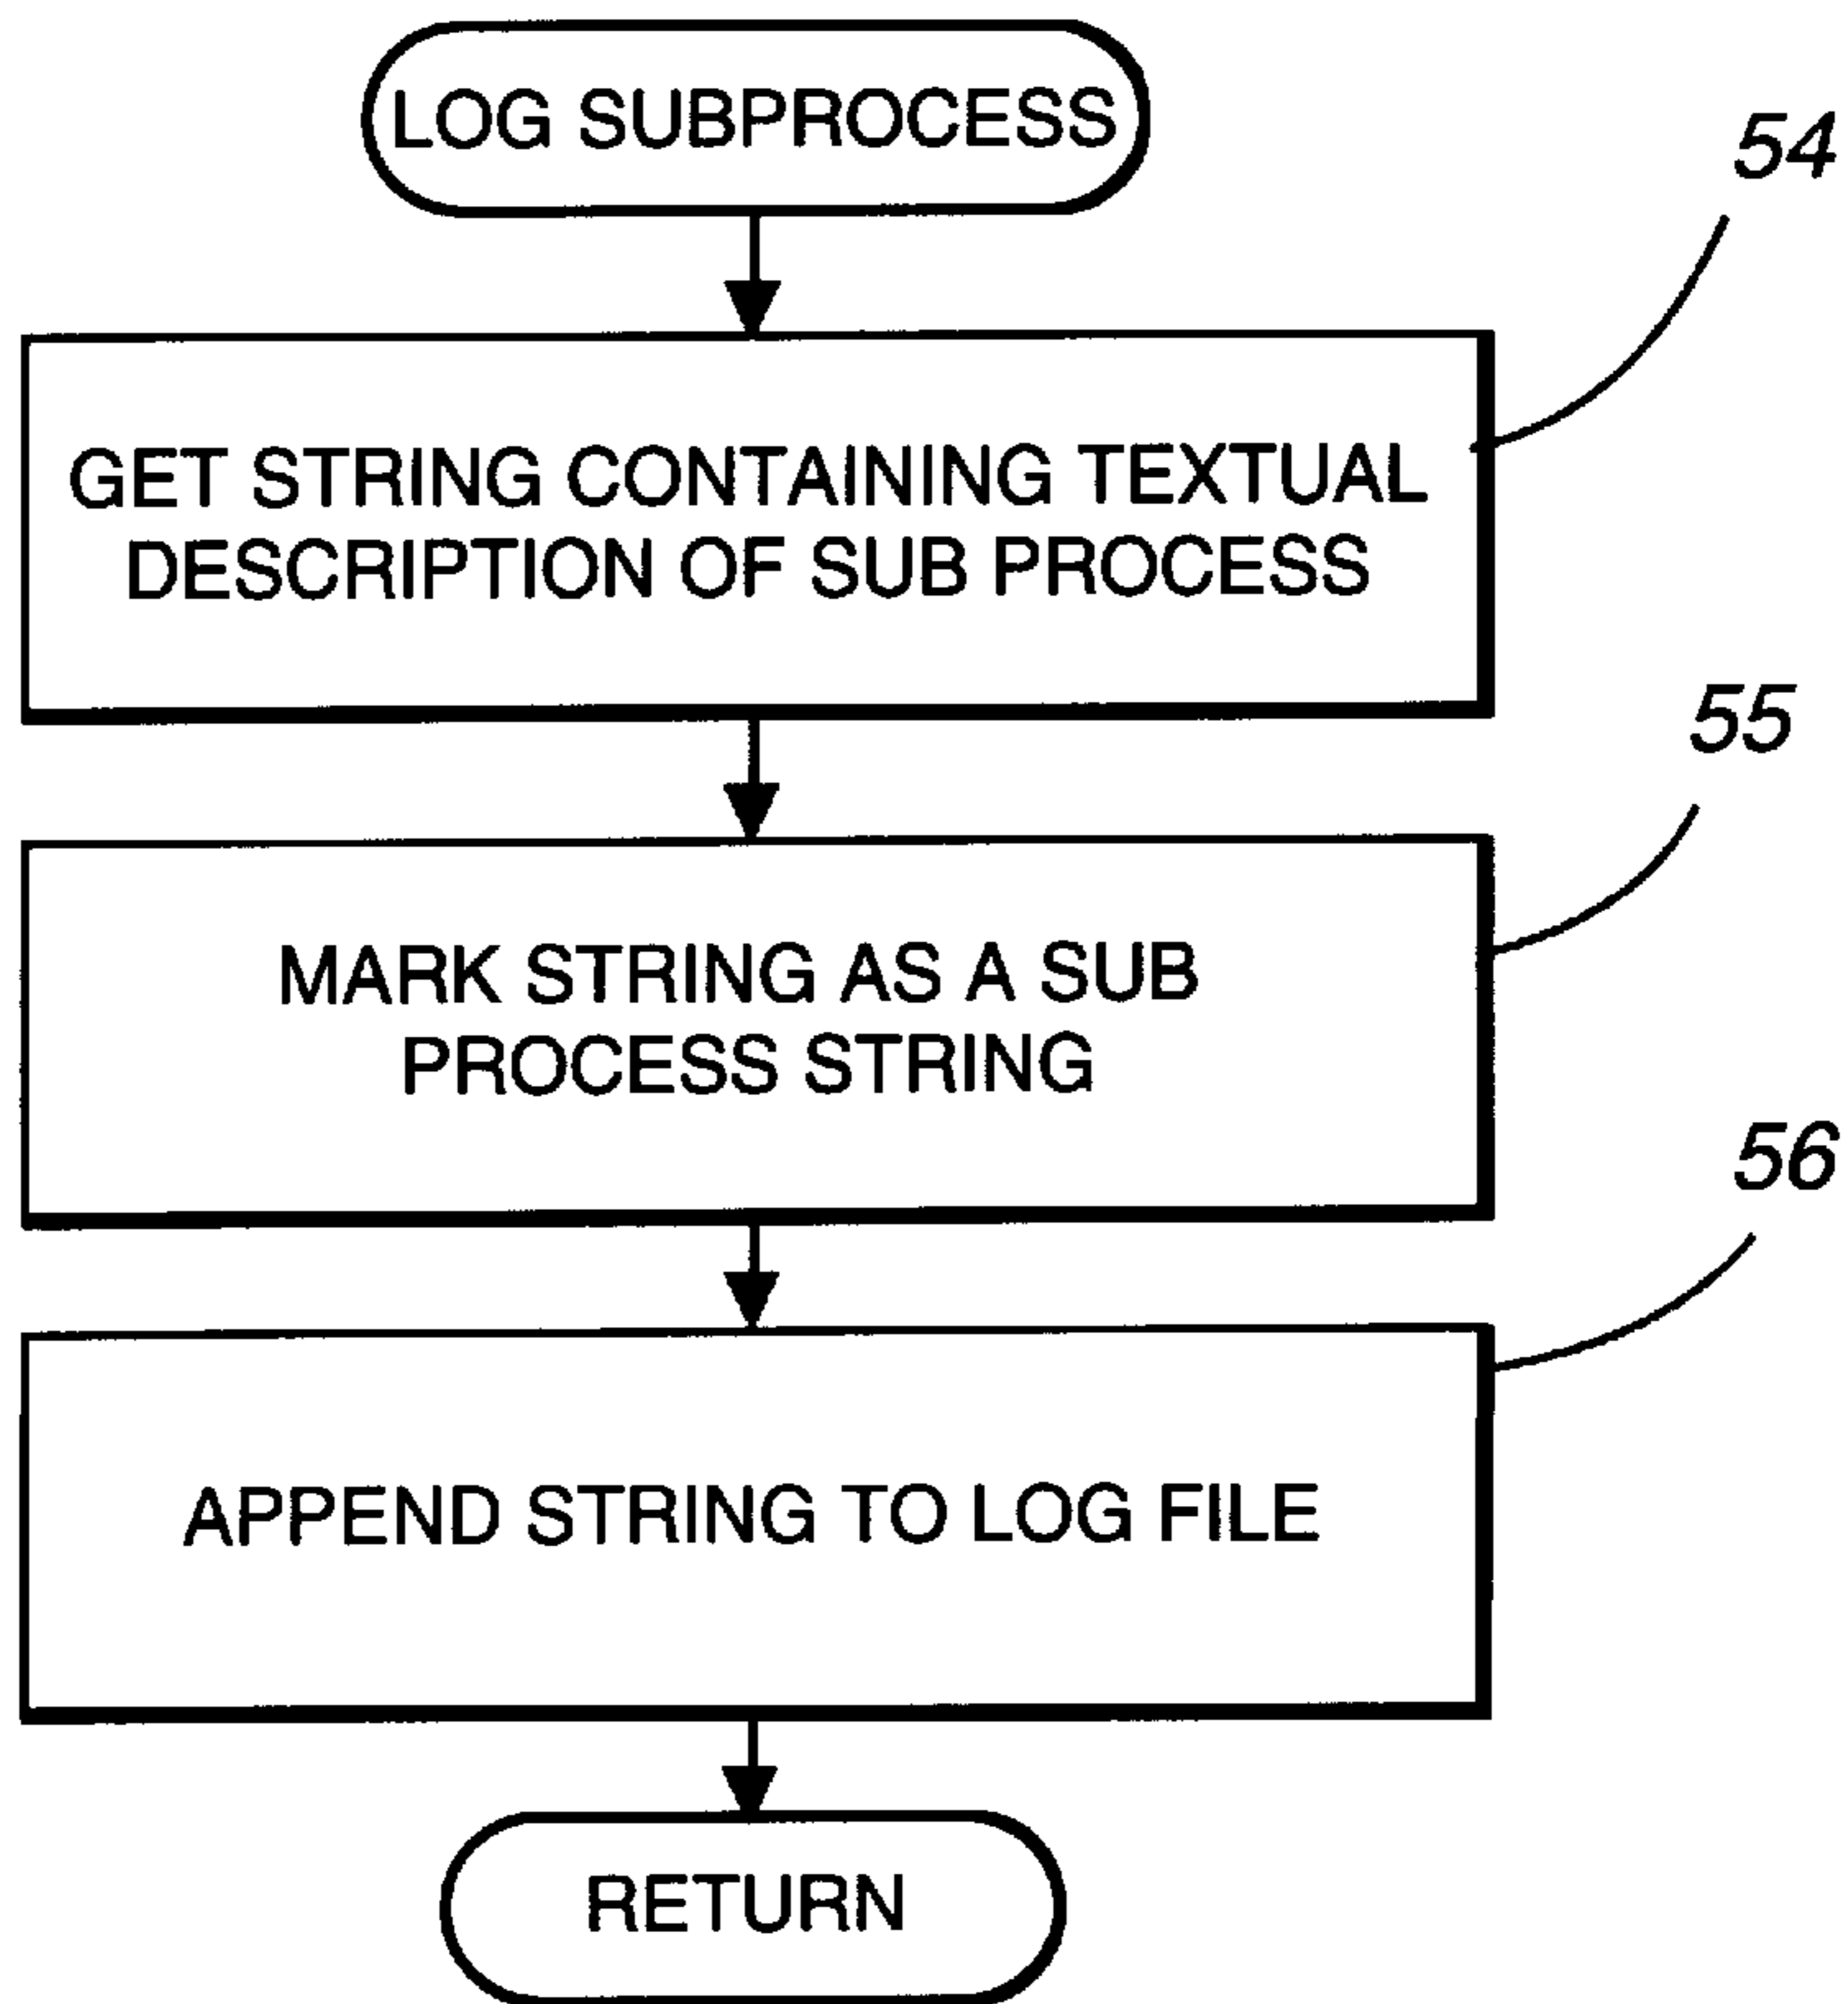 LOG SUBPROCESS
54
GET STRING CONTAINING TEXTUAL
DESCRIPTION OF SUB PROCESS
55
MARK STRING AS A SUB
PROCESS STRING
56
APPEND STRING TO LOG FILE
RETURN